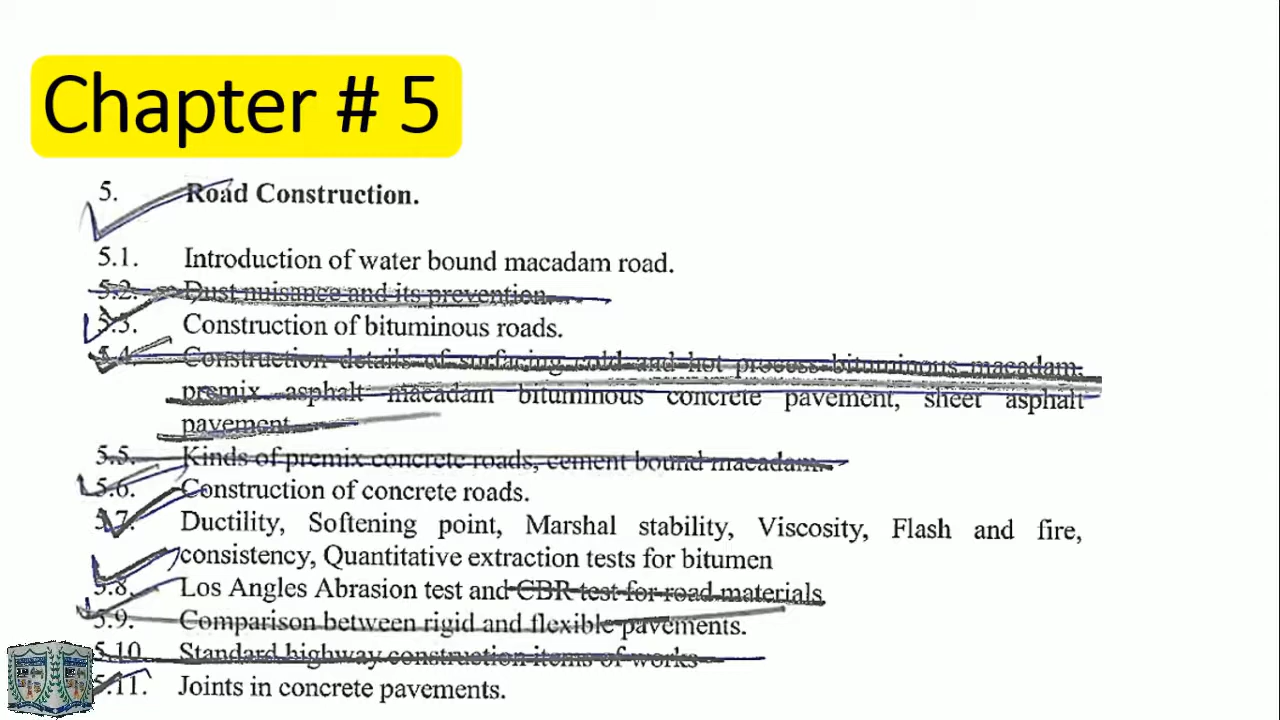 Chapter # 5
5. Road Construction.
5.1. Introduction of water bound macadam road.
5.2. Dust nuisance and its prevention.
5.3. Construction of bituminous roads.
5.4. Construction details of surfacing cold and hot process bituminous macadam.
premix asphalt macadam bituminous concrete pavement, sheet asphalt
pavement.
5.5. Kinds of premix concrete roads, cement bound macadam.
5.6. Construction of concrete roads.
5.7. Ductility, Softening point, Marshal stability, Viscosity, Flash and fire,
consistency, Quantitative extraction tests for bitumen
5.8. Los Angles Abrasion test and CBR test for road materials
5.9. Comparison between rigid and flexible pavements.
5.10. Standard highway construction items of works
5.11. Joints in concrete pavements.